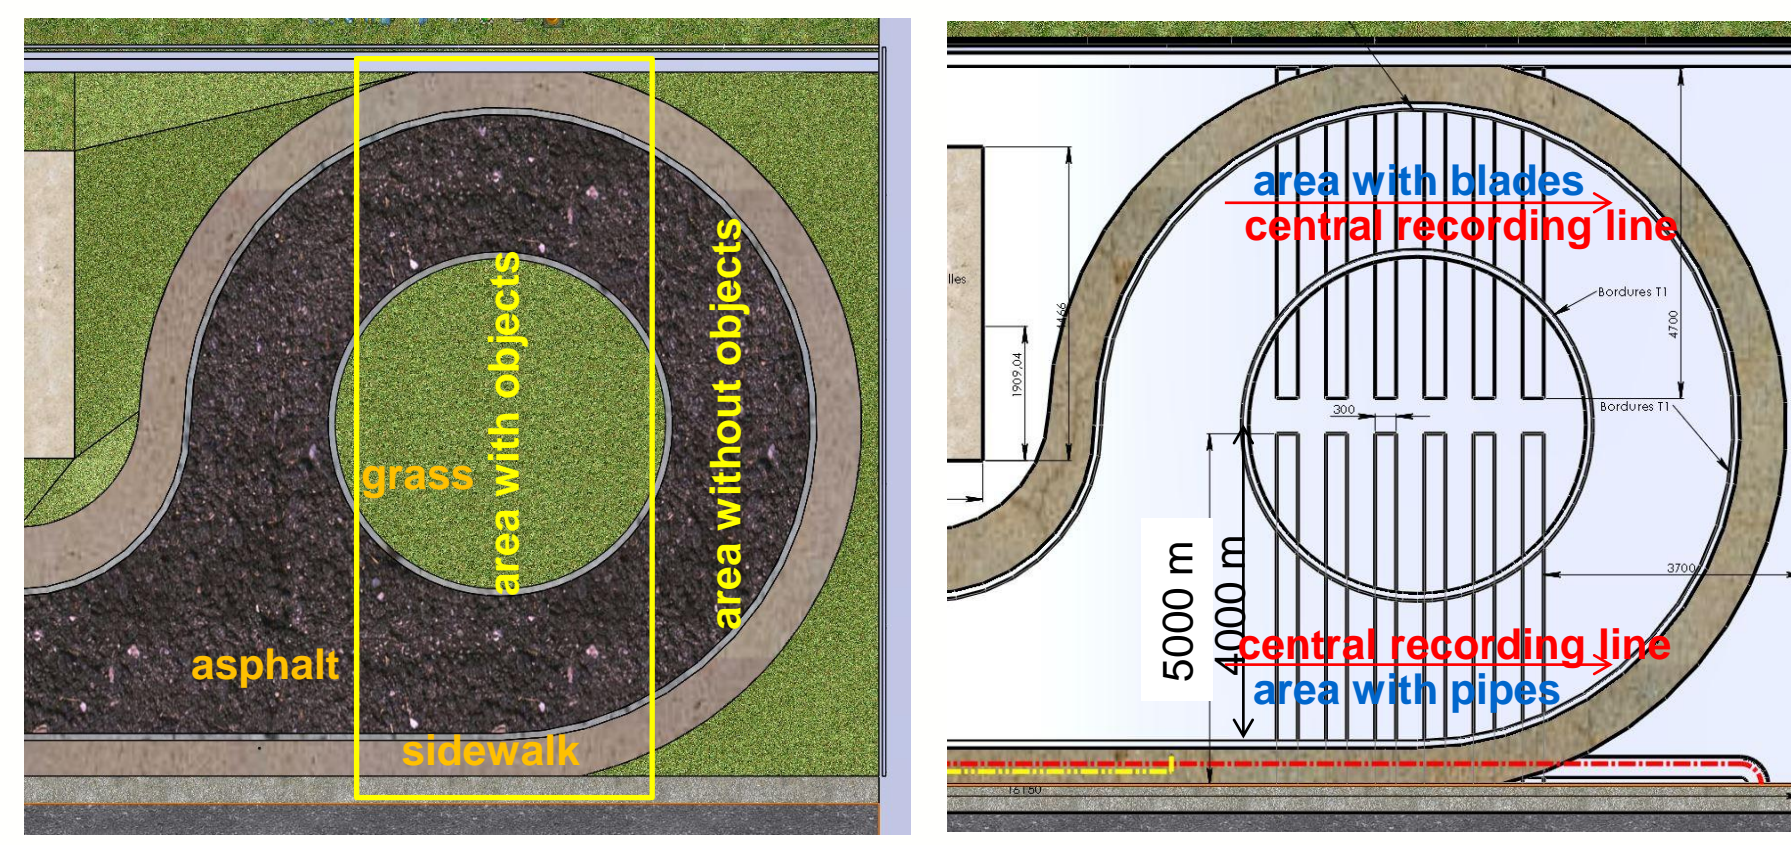 area with objects
area without objects
grass
asphalt
sidewalk
area with blades
central recording line
lles
4466
1909,04
Bordures T1
4700
Bordures T1
300
5000 m
4000 m
3700
central recording line
area with pipes
16150